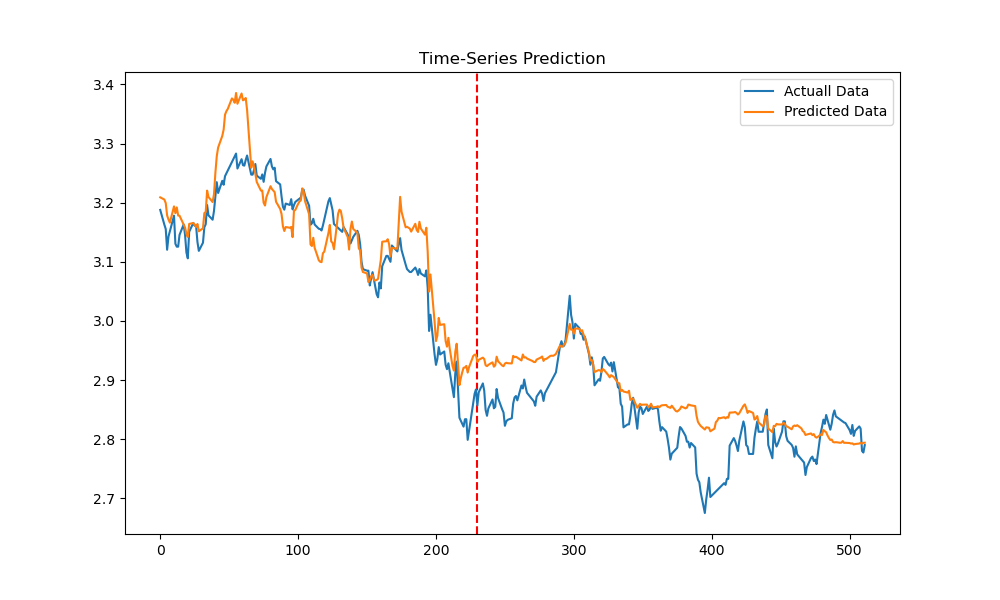 Time-Series Prediction
Actuall Data
Predicted Data
3.4
3.3
3.2
3.1
3.0
2.9
2.8
2.7
0 100 200 300 400 500